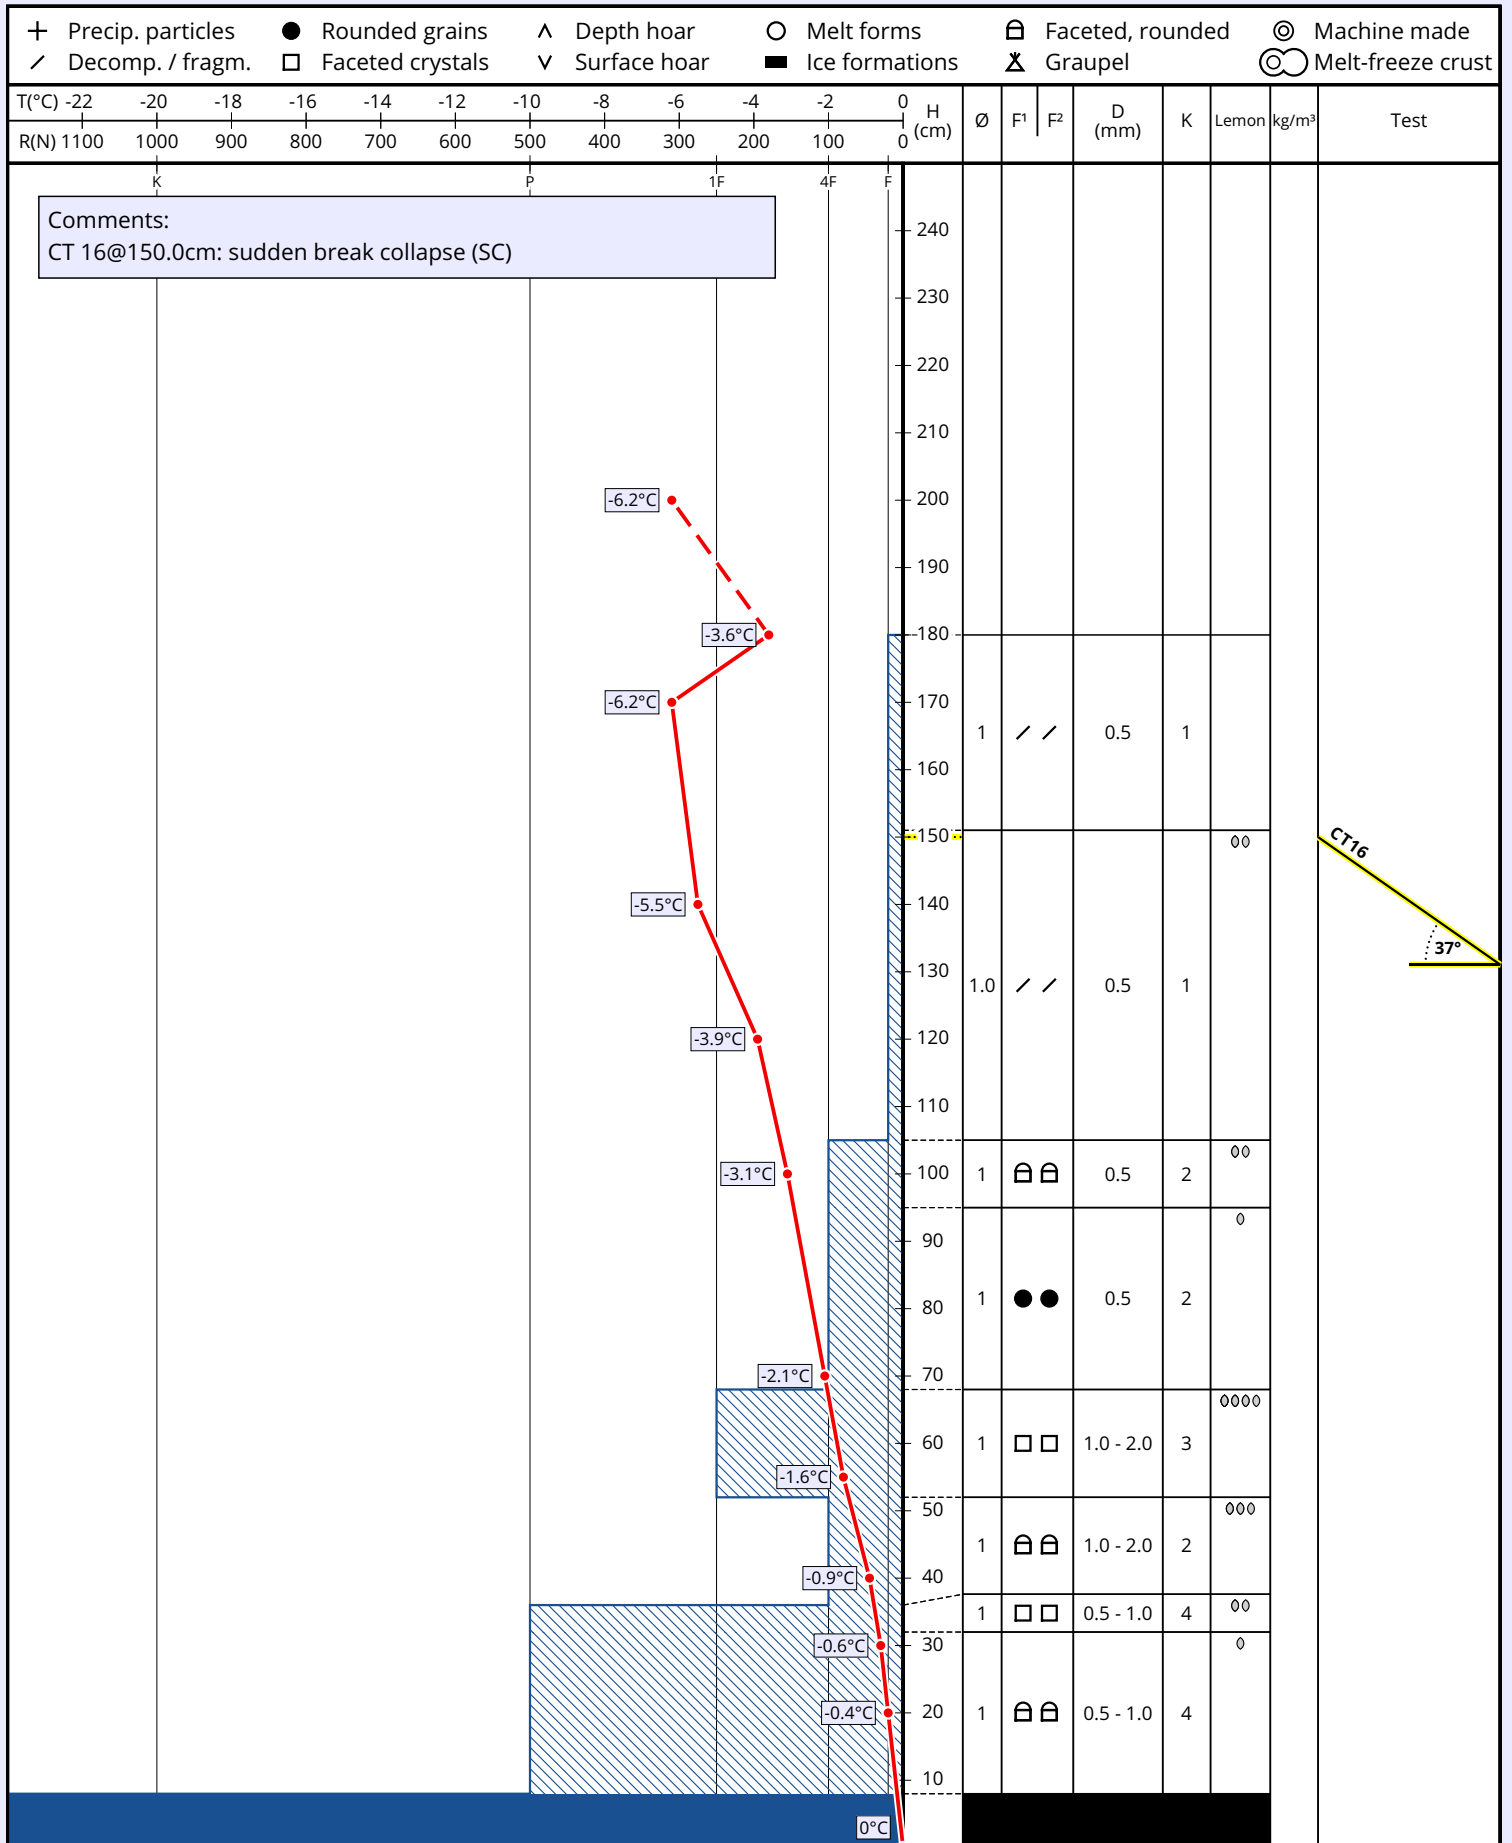 Precip. particles Rounded grains Depth hoar Melt forms Faceted, rounded Machine made
Decomp. / fragm. Faceted crystals Surface hoar Ice formations Graupel Melt-freeze crust
T(°C) -22 -20 -18 -16 -14 -12 -10 -8 -6 -4 -2 0
R(N) 1100 1000 900 800 700 600 500 400 300 200 100 0
H (cm) Ø F¹ F² D (mm) K Lemon kg/m³ Test
K P 1F 4F F
Comments:
CT 16@150.0cm: sudden break collapse (SC)
240
230
220
210
-6.2°C 200
190
-3.6°C 180
-6.2°C 170
1 0.5 1
160
150 CT16
-5.5°C 140
37°
130
1.0 0.5 1
-3.9°C 120
110
-3.1°C 100 1 0.5 2
90
80 1 0.5 2
-2.1°C 70
60 1 1.0 - 2.0 3
-1.6°C
50
1 1.0 - 2.0 2
-0.9°C 40
1 0.5 - 1.0 4
-0.6°C 30
-0.4°C 20 1 0.5 - 1.0 4
10
0°C